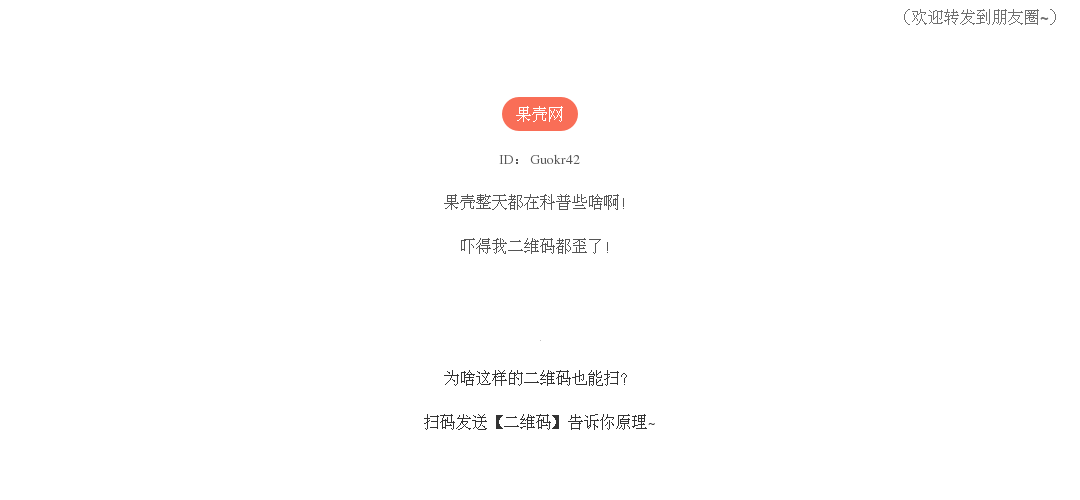 （欢迎转发到朋友圈~）
果壳网
ID： Guokr42
果壳整天都在科普些啥啊！
吓得我二维码都歪了！
为啥这样的二维码也能扫？
扫码发送【二维码】告诉你原理~